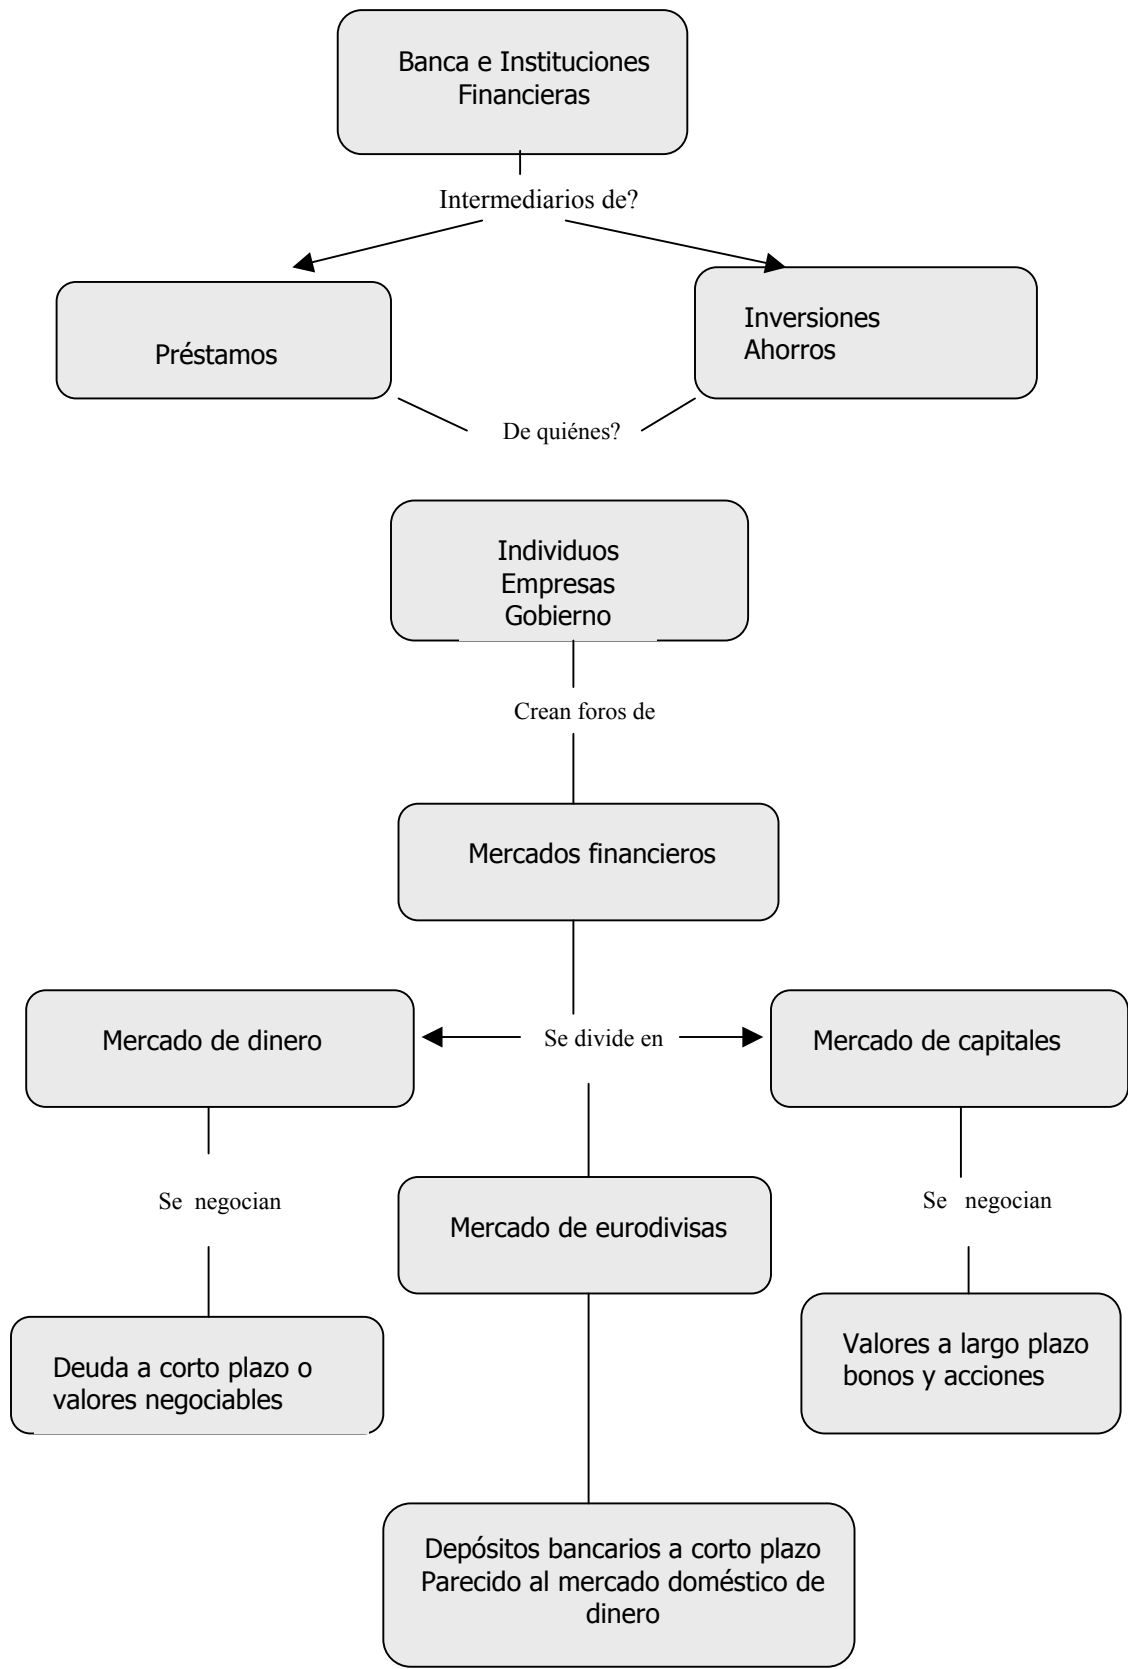 Banca e Instituciones
Financieras
Intermediarios de?
Préstamos
Inversiones
Ahorros
De quiénes?
Individuos
Empresas
Gobierno
Crean foros de
Mercados financieros
Mercado de dinero
Se divide en
Mercado de capitales
Se negocian
Mercado de eurodivisas
Se negocian
Deuda a corto plazo o
valores negociables
Valores a largo plazo
bonos y acciones
Depósitos bancarios a corto plazo
Parecido al mercado doméstico de
dinero